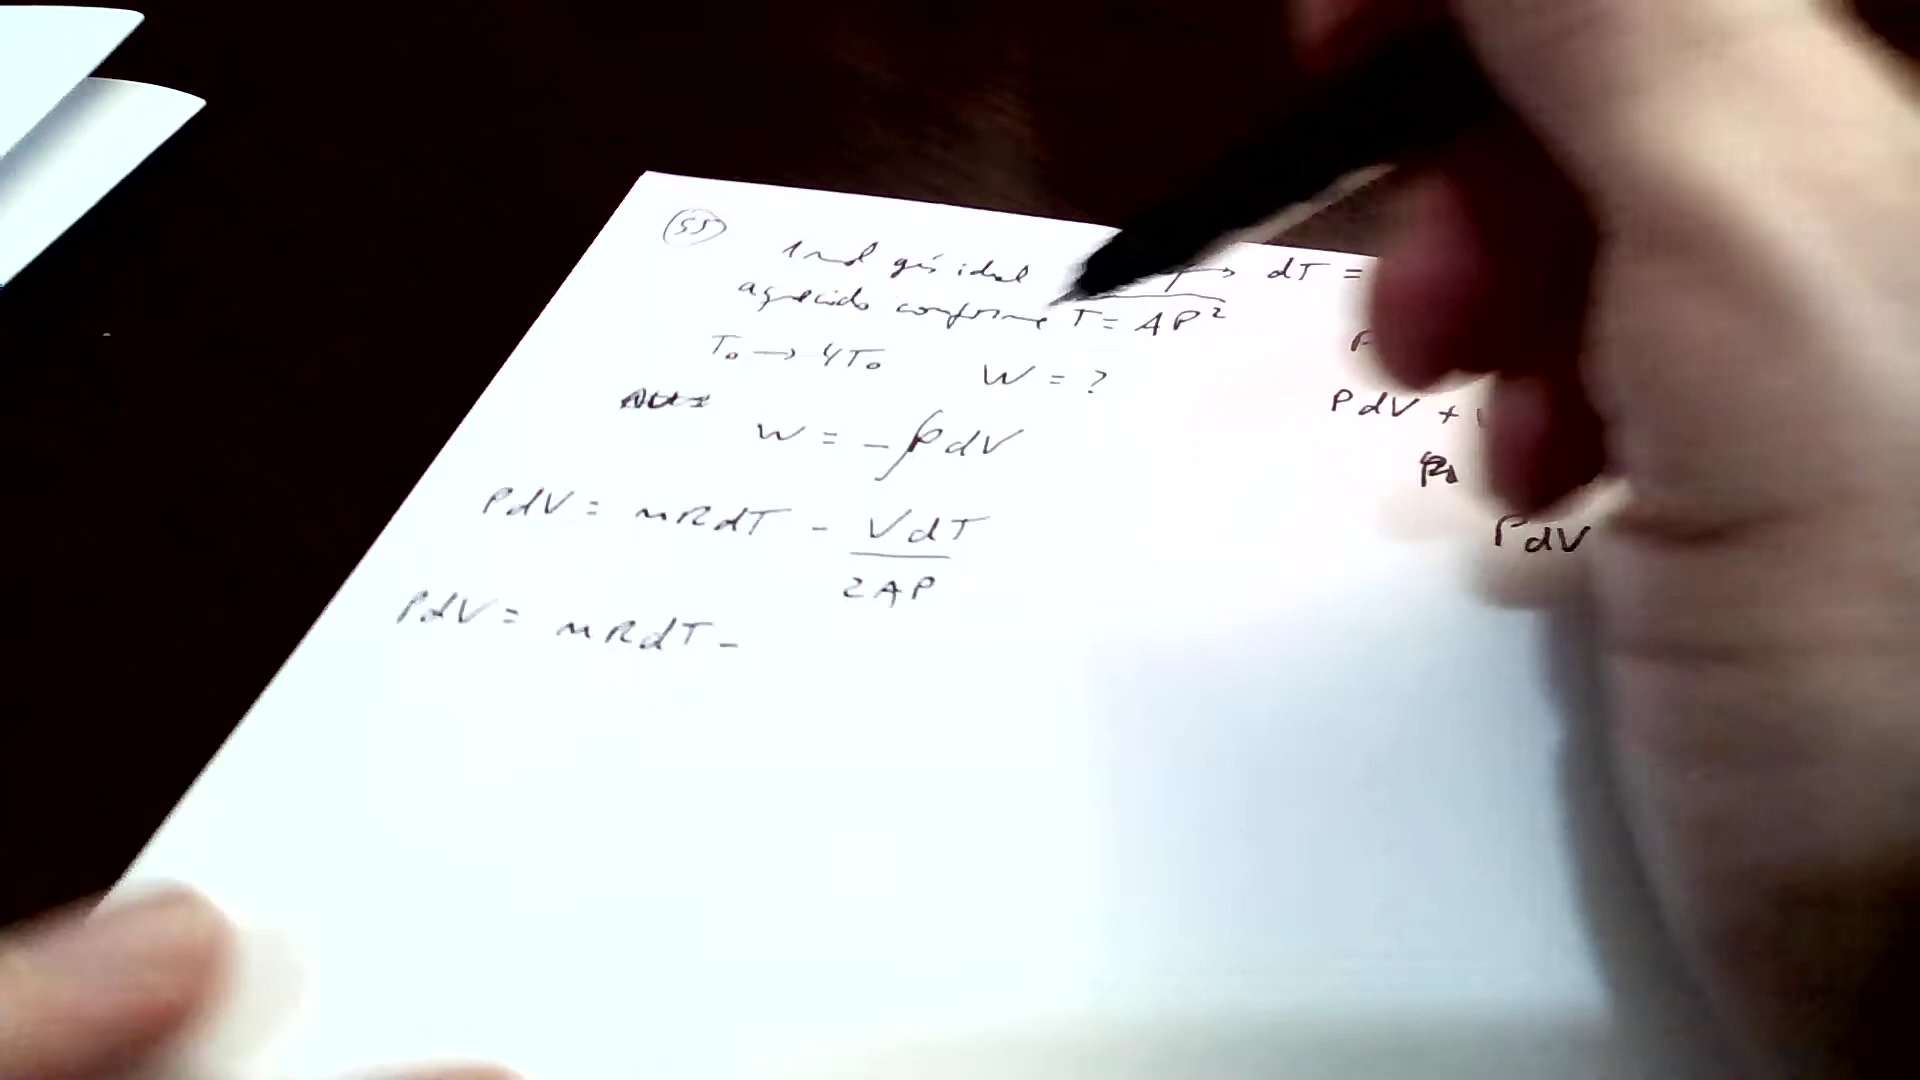 55
1 mol gás ideal
aquecido conforme T = AP²
T₀ → 4T₀ W = ?
W = -∫PdV
PdV = nRdT - VdT / 2AP
PdV = nRdT -
→ dT =
PdV +
PdV